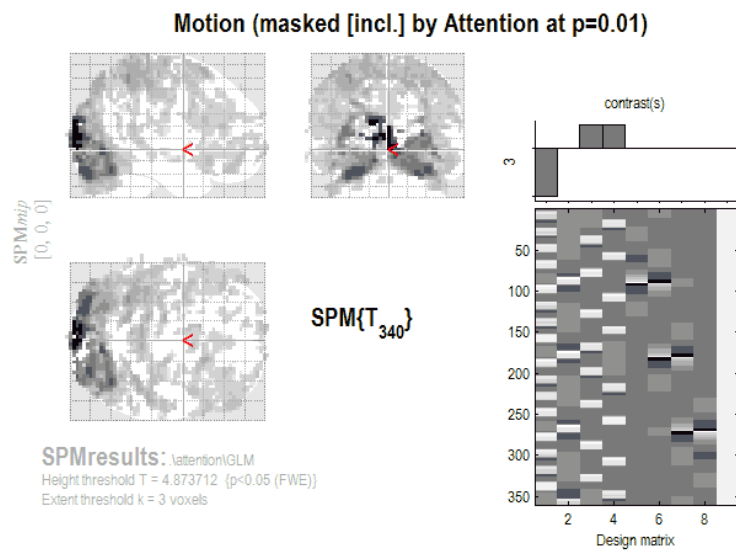 Motion (masked [incl.] by Attention at p=0.01)
SPMmip
[0, 0, 0]
<
<
<
SPM{T340}
contrast(s)
3
50
100
150
200
250
300
350
2 4 6 8
Design matrix
SPMresults: .\attention\GLM
Height threshold T = 4.873712 {p<0.05 (FWE)}
Extent threshold k = 3 voxels